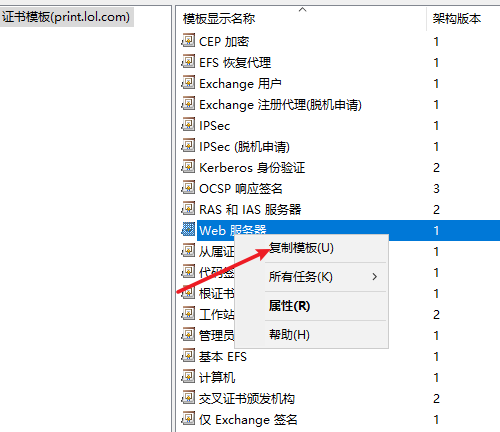 证书模板(print.lol.com)
模板显示名称 架构版本
CEP 加密 1
EFS 恢复代理 1
Exchange 用户 1
Exchange 注册代理(脱机申请) 1
IPSec 1
IPSec (脱机申请) 1
Kerberos 身份验证 2
OCSP 响应签名 3
RAS 和 IAS 服务器 2
Web 服务器 1
复制模板(U)
从属证 1
所有任务(K)
代码签 1
属性(R)
根证书 1
工作站 2
帮助(H)
管理员 1
基本 EFS 1
计算机 1
交叉证书颁发机构 2
仅 Exchange 签名 1